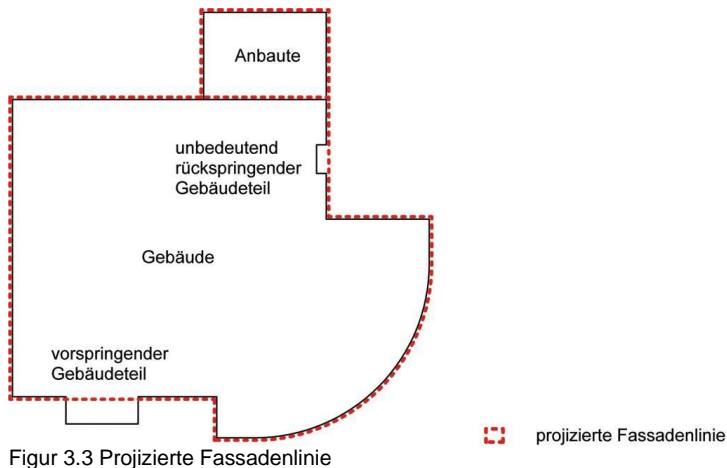 Anbaute
unbedeutend
rückspringender
Gebäudeteil
Gebäude
vorspringender
Gebäudeteil
projizierte Fassadenlinie
Figur 3.3 Projizierte Fassadenlinie